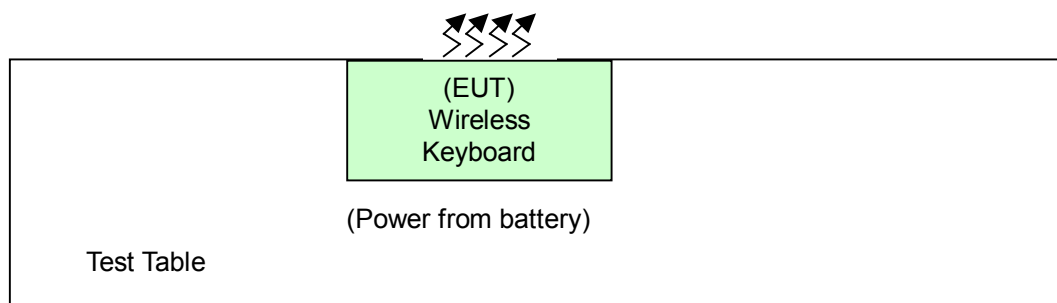 (EUT)
Wireless
Keyboard
(Power from battery)
Test Table